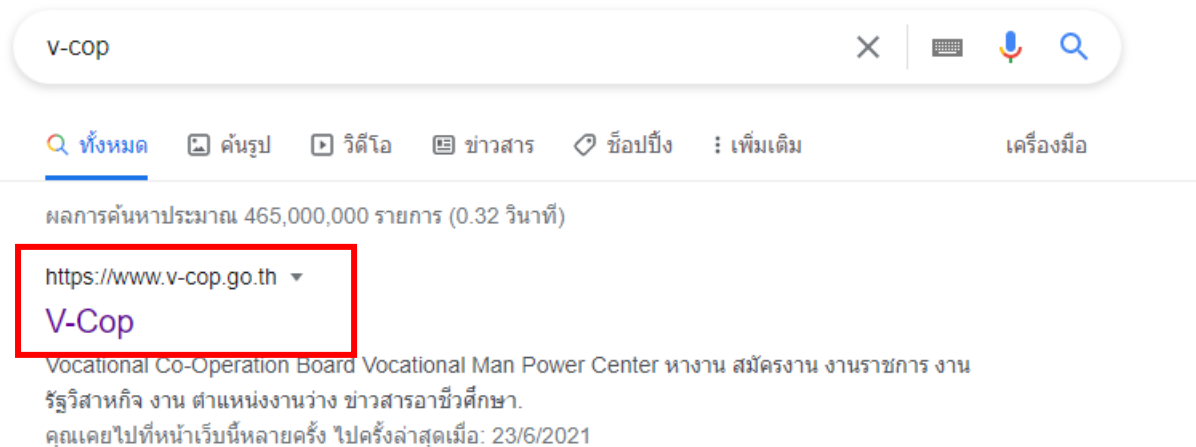 v-cop
ทั้งหมด ค้นรูป วิดีโอ ข่าวสาร ช็อปปิ้ง เพิ่มเติม เครื่องมือ
ผลการค้นหาประมาณ 465,000,000 รายการ (0.32 วินาที)
https://www.v-cop.go.th
V-Cop
Vocational Co-Operation Board Vocational Man Power Center หางาน สมัครงาน งานราชการ งาน
รัฐวิสาหกิจ งาน ตำแหน่งงานว่าง ข่าวสารอาชีวศึกษา.
คุณเคยไปที่หน้าเว็บนี้หลายครั้ง ไปครั้งล่าสุดเมื่อ: 23/6/2021